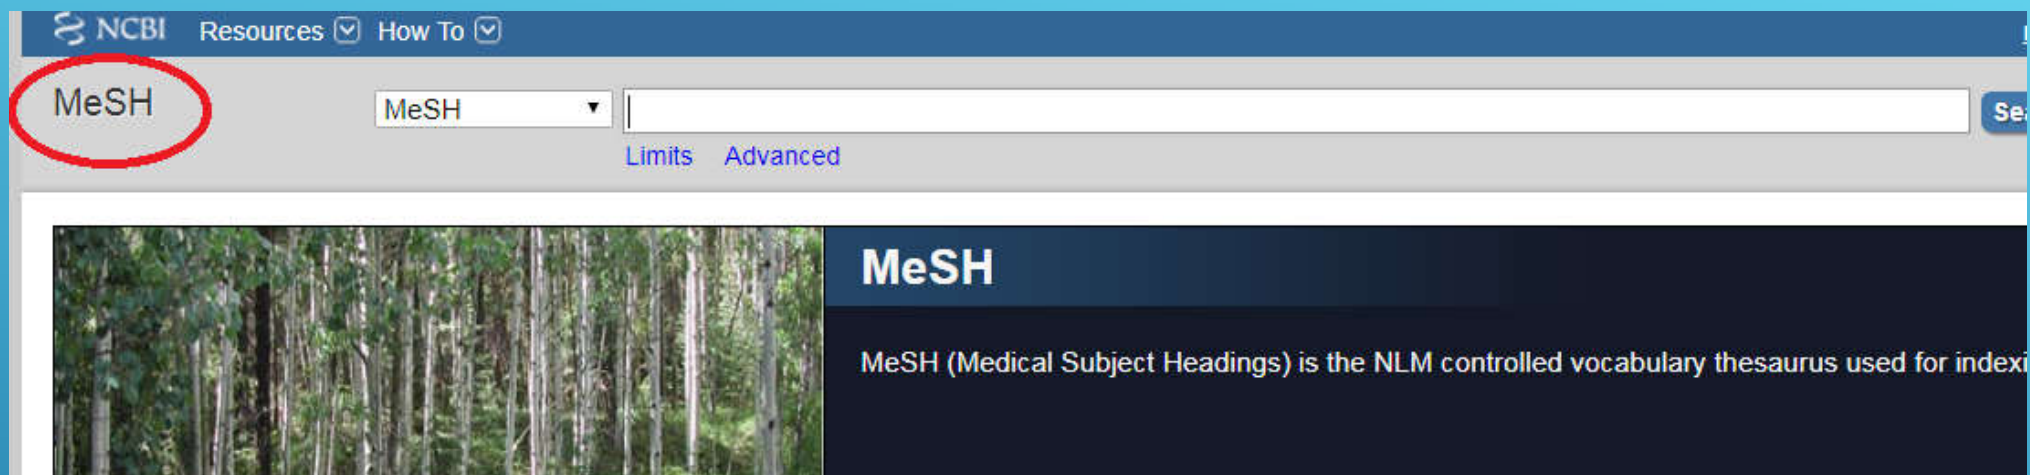 NCBI Resources How To
MeSH
MeSH
Limits Advanced
MeSH
MeSH (Medical Subject Headings) is the NLM controlled vocabulary thesaurus used for